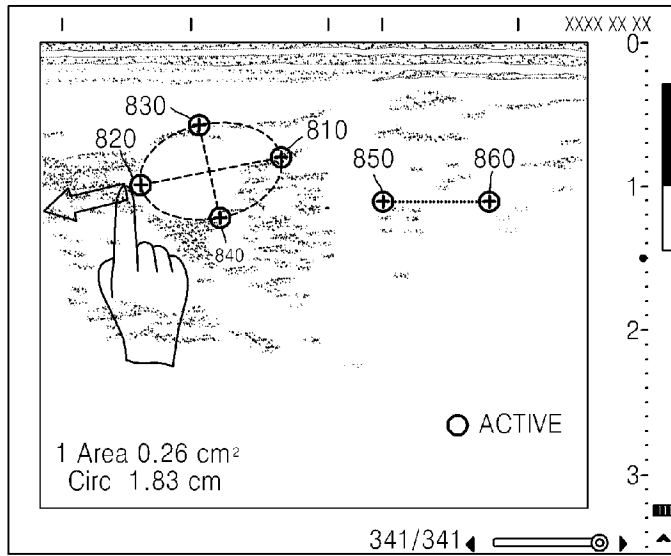 XXXX XX XX
0-
830
820
810
850
860
1-
840
2-
ACTIVE
1 Area 0.26 cm²
Circ 1.83 cm
3-
341/341